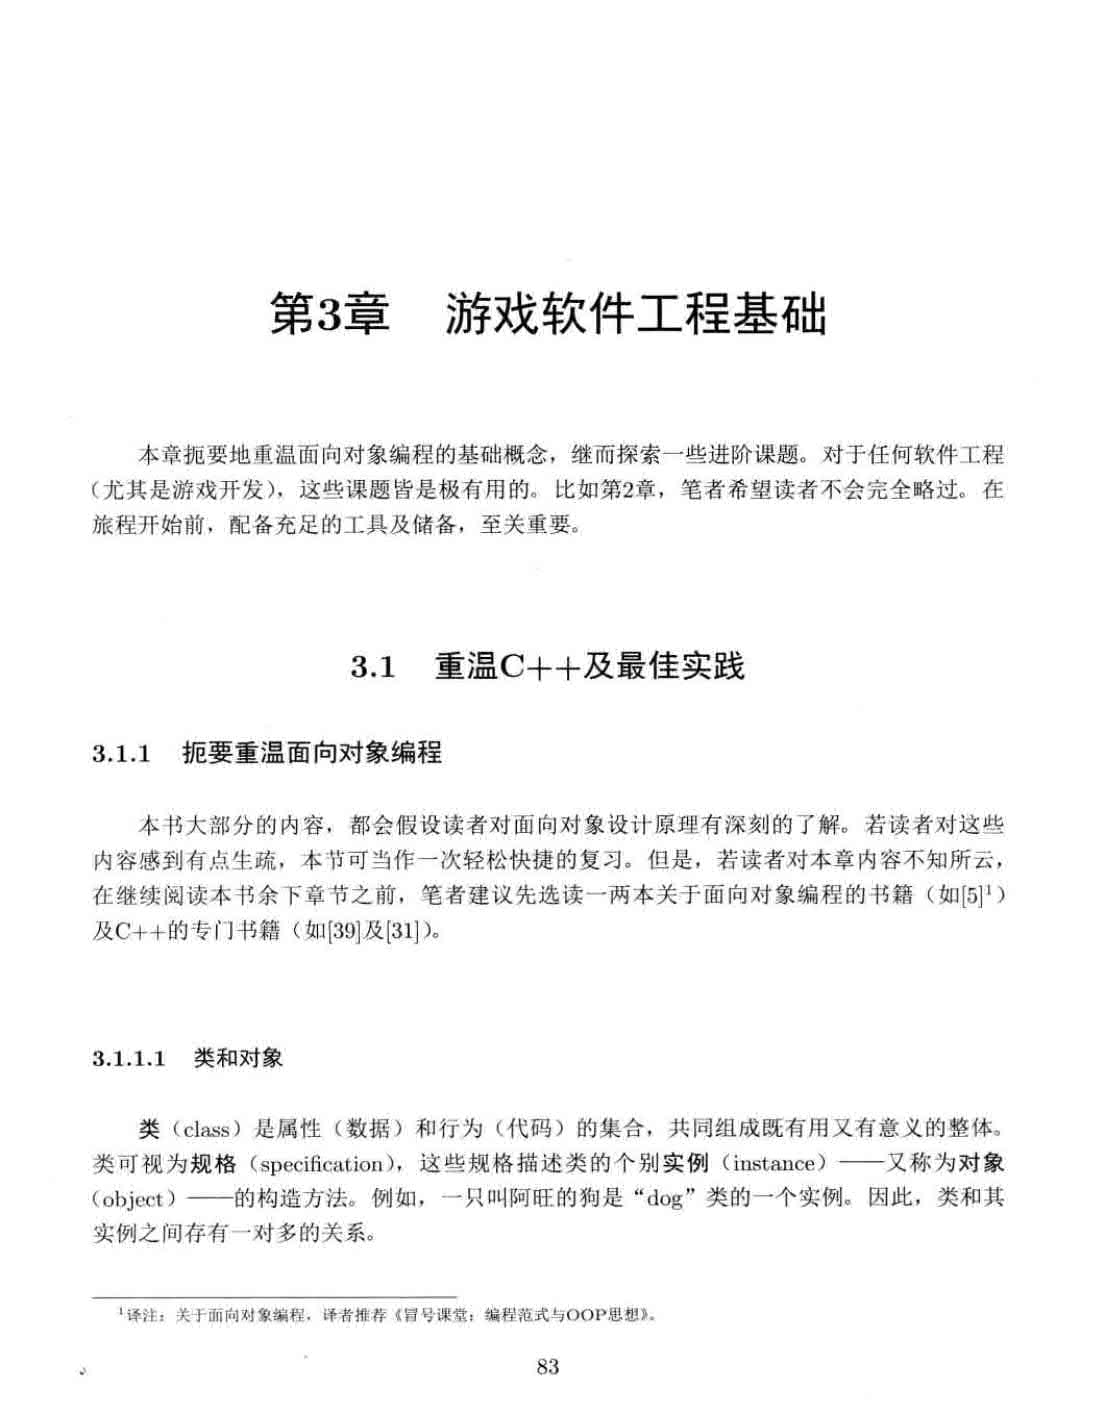 第3章 游戏软件工程基础
本章扼要地重温面向对象编程的基础概念，继而探索一些进阶课题。对于任何软件工程
（尤其是游戏开发），这些课题皆是极有用的。比如第2章，笔者希望读者不会完全略过。在
旅程开始前，配备充足的工具及储备，至关重要。
3.1 重温C++及最佳实践
3.1.1 扼要重温面向对象编程
本书大部分的内容，都会假设读者对面向对象设计原理有深刻的了解。若读者对这些
内容感到有点生疏，本节可当作一次轻松快捷的复习。但是，若读者对本章内容不知所云，
在继续阅读本书余下章节之前，笔者建议先选读一两本关于面向对象编程的书籍（如[5]¹）
及C++的专门书籍（如[39]及[31]）。
3.1.1.1 类和对象
类（class）是属性（数据）和行为（代码）的集合，共同组成既有用又有意义的整体。
类可视为规格（specification），这些规格描述类的个别实例（instance）——又称为对象
（object）——的构造方法。例如，一只叫阿旺的狗是“dog”类的一个实例。因此，类和其
实例之间存有一对多的关系。
¹译注：关于面向对象编程，译者推荐《冒号课堂：编程范式与OOP思想》。
83